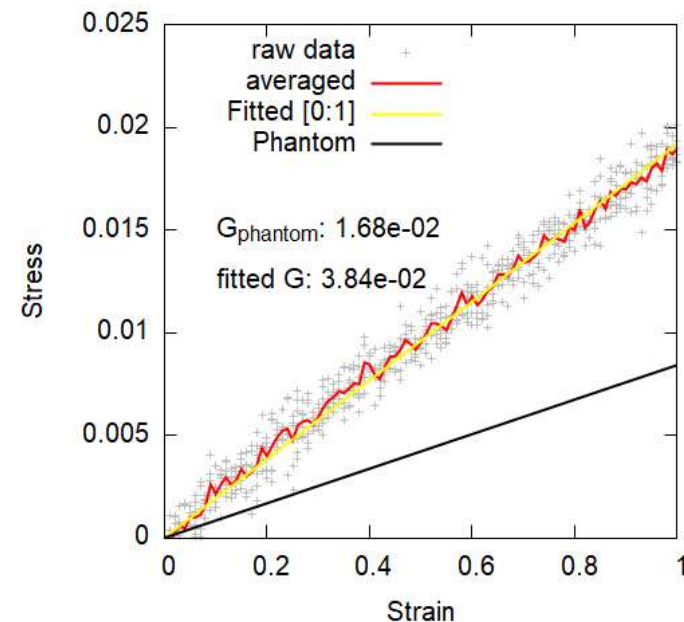 0.025
raw data
averaged
Fitted [0:1]
Phantom
0.02
0.015
G_phantom: 1.68e-02
fitted G: 3.84e-02
Stress
0.01
0.005
0
0 0.2 0.4 0.6 0.8 1
Strain